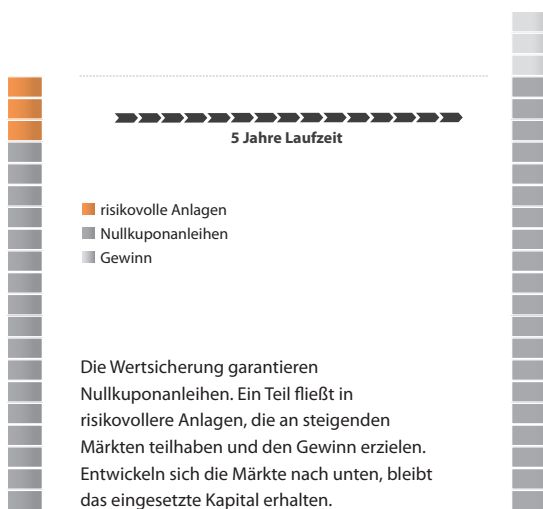 5 Jahre Laufzeit
risikovolle Anlagen
Nullkuponanleihen
Gewinn
Die Wertsicherung garantieren
Nullkuponanleihen. Ein Teil fließt in
risikovollere Anlagen, die an steigenden
Märkten teilhaben und den Gewinn erzielen.
Entwickeln sich die Märkte nach unten, bleibt
das eingesetzte Kapital erhalten.